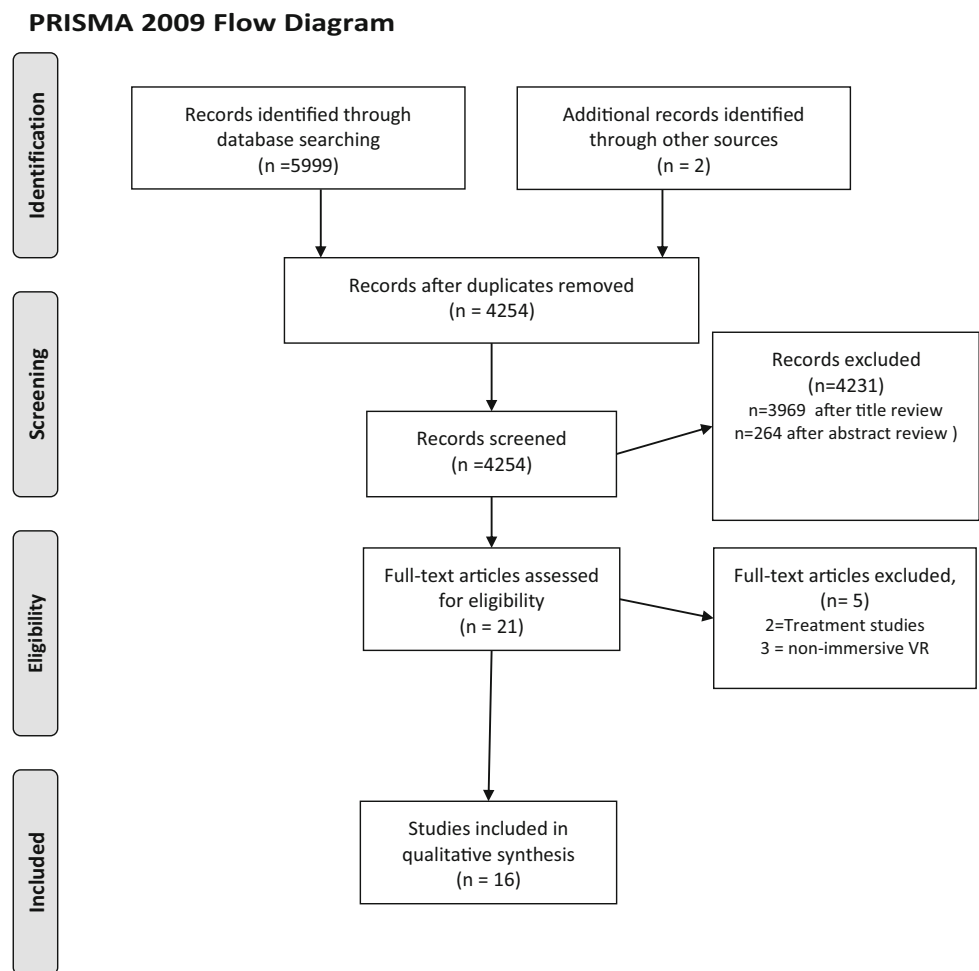 PRISMA 2009 Flow Diagram
Identification
Records identified through
database searching
(n =5999)
Additional records identified
through other sources
(n = 2)
Records after duplicates removed
(n = 4254)
Screening
Records screened
(n =4254)
Records excluded
(n=4231)
n=3969 after title review
n=264 after abstract review )
Eligibility
Full-text articles assessed
for eligibility
(n = 21)
Full-text articles excluded,
(n= 5)
2=Treatment studies
3 = non-immersive VR
Included
Studies included in
qualitative synthesis
(n = 16)